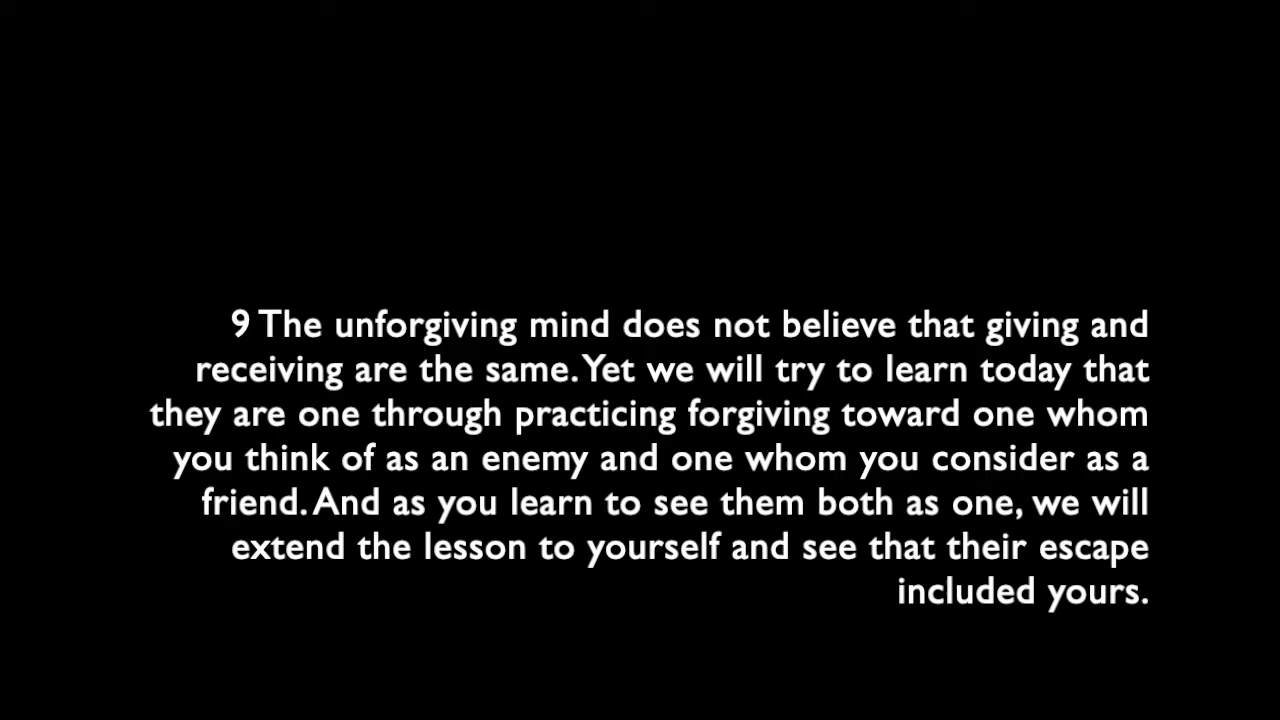 9 The unforgiving mind does not believe that giving and
receiving are the same. Yet we will try to learn today that
they are one through practicing forgiving toward one whom
you think of as an enemy and one whom you consider as a
friend. And as you learn to see them both as one, we will
extend the lesson to yourself and see that their escape
included yours.